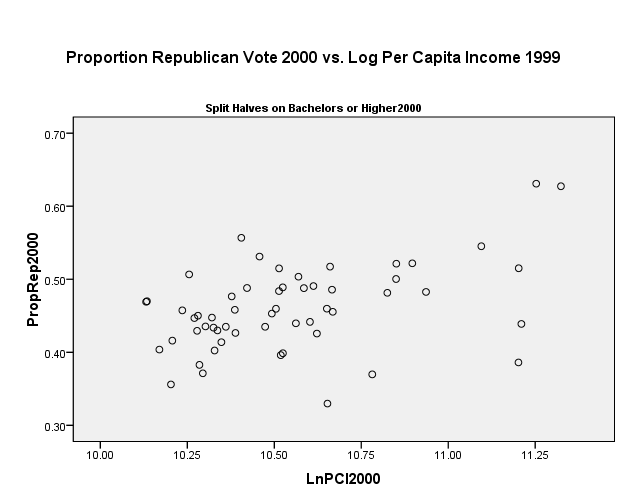 Proportion Republican Vote 2000 vs. Log Per Capita Income 1999
Split Halves on Bachelors or Higher2000
0.70
0.60
0.50
0.40
0.30
PropRep2000
10.00 10.25 10.50 10.75 11.00 11.25
LnPCI2000